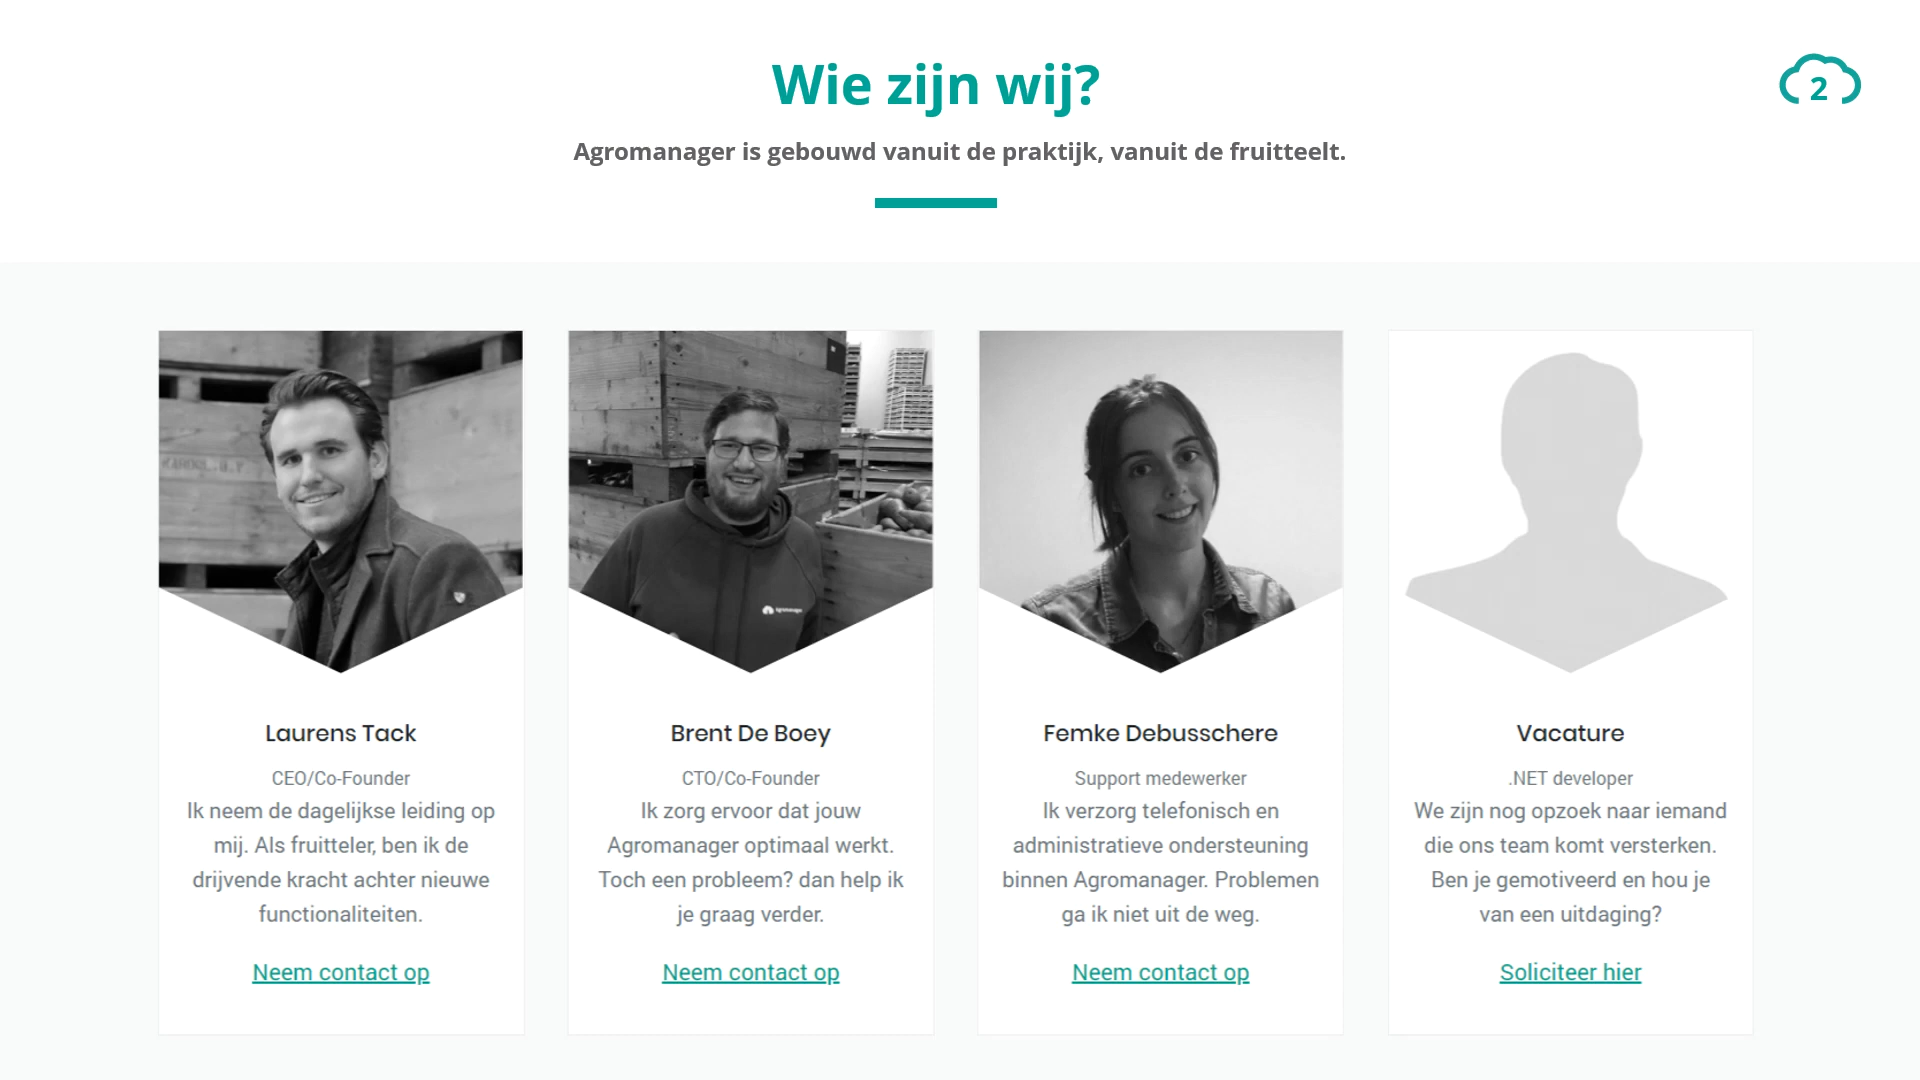 Wie zijn wij?
2
Agromanager is gebouwd vanuit de praktijk, vanuit de fruitteelt.
Laurens Tack
CEO/Co-Founder
Ik neem de dagelijkse leiding op
mij. Als fruitteler, ben ik de
drijvende kracht achter nieuwe
functionaliteiten.
Neem contact op
Brent De Boey
CTO/Co-Founder
Ik zorg ervoor dat jouw
Agromanager optimaal werkt.
Toch een probleem? dan help ik
je graag verder.
Neem contact op
Femke Debusschere
Support medewerker
Ik verzorg telefonisch en
administratieve ondersteuning
binnen Agromanager. Problemen
ga ik niet uit de weg.
Neem contact op
Vacature
.NET developer
We zijn nog opzoek naar iemand
die ons team komt versterken.
Ben je gemotiveerd en hou je
van een uitdaging?
Soliciteer hier